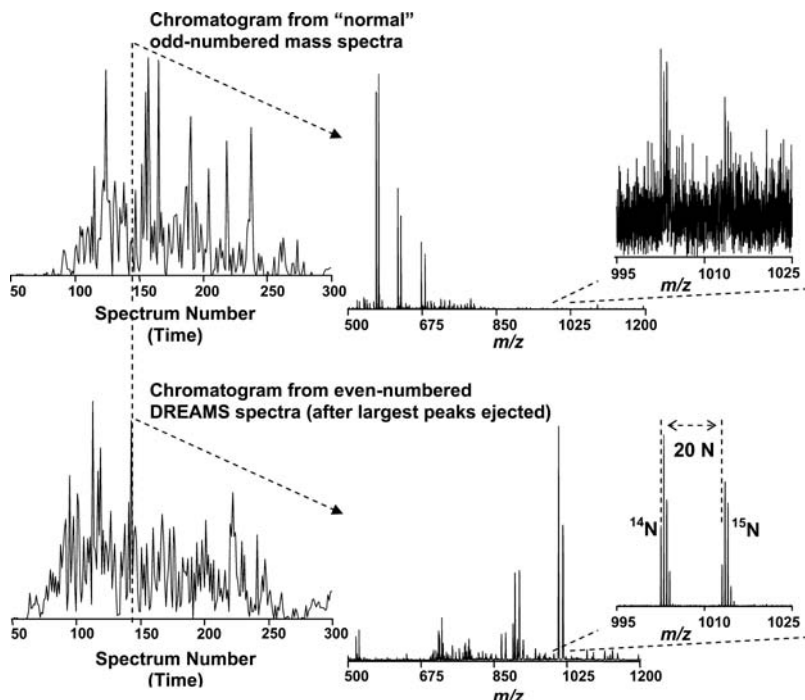 Chromatogram from “normal”
odd-numbered mass spectra
995 1010 1025
m/z
50 100 150 200 250 300
Spectrum Number
(Time)
500 675 850 1025 1200
m/z
Chromatogram from even-numbered
DREAMS spectra (after largest peaks ejected)
20 N
14N 15N
995 1010 1025
m/z
50 100 150 200 250 300
Spectrum Number
(Time)
500 675 850 1025 1200
m/z